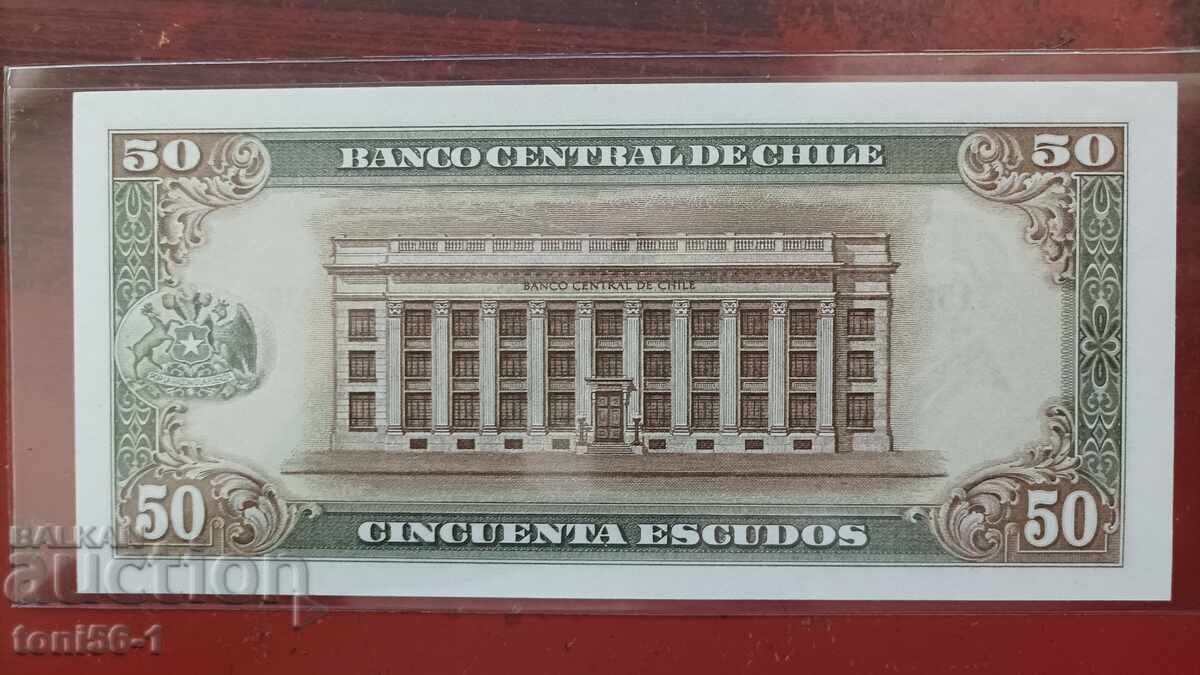 50 BANCO CENTRAL DE CHILE 50
BANCO CENTRAL DE CHILE
50 CINCUENTA ESCUDOS 50
BALKAN
auction
toni56-1